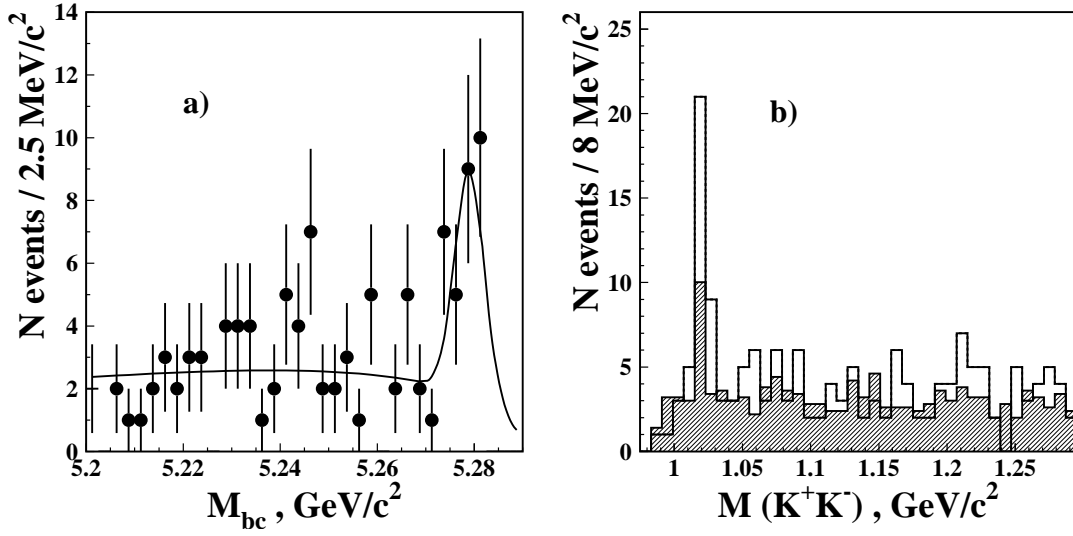 N events / 2.5 MeV/c²
14
12
10
8
6
4
2
0
a)
5.2 5.22 5.24 5.26 5.28
M_bc , GeV/c²
N events / 8 MeV/c²
25
20
15
10
5
0
b)
1 1.05 1.1 1.15 1.2 1.25
M (K⁺K⁻) , GeV/c²